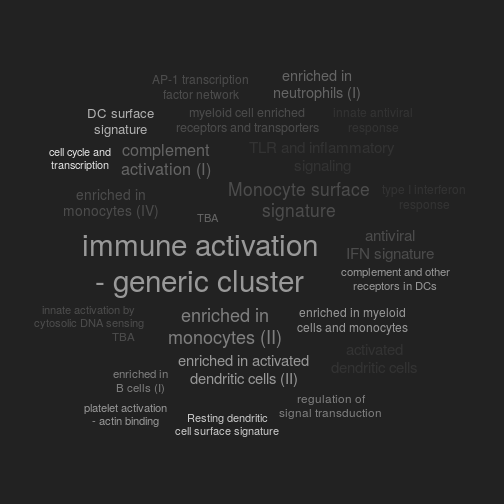 AP-1 transcription
factor network
enriched in
neutrophils (I)
DC surface
signature
myeloid cell enriched
receptors and transporters
innate antiviral
response
cell cycle and
transcription
complement
activation (I)
TLR and inflammatory
signaling
enriched in
monocytes (IV)
TBA
Monocyte surface
signature
type I interferon
response
immune activation
- generic cluster
antiviral
IFN signature
complement and other
receptors in DCs
innate activation by
cytosolic DNA sensing
TBA
enriched in
monocytes (II)
enriched in myeloid
cells and monocytes
enriched in activated
dendritic cells (II)
activated
dendritic cells
enriched in
B cells (I)
platelet activation
- actin binding
Resting dendritic
cell surface signature
regulation of
signal transduction